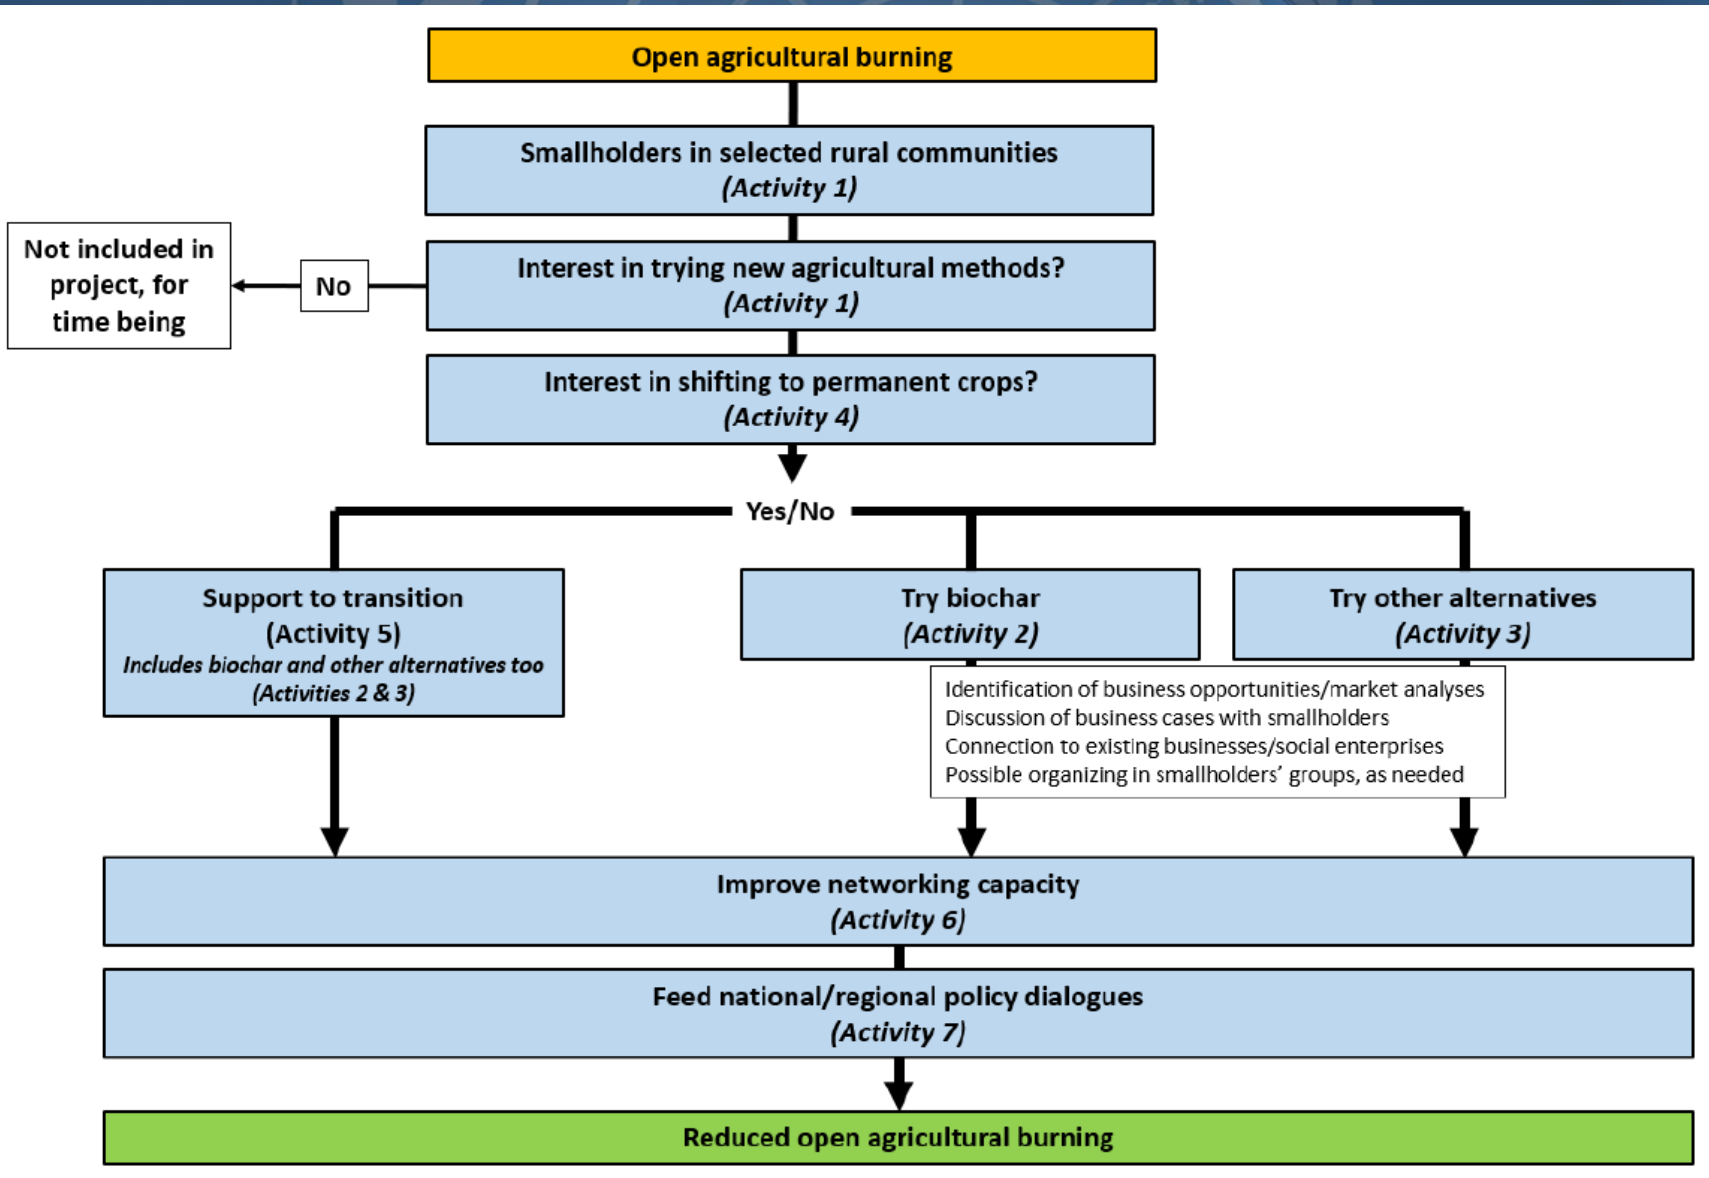 Open agricultural burning
Smallholders in selected rural communities
(Activity 1)
Not included in
project, for
time being
No
Interest in trying new agricultural methods?
(Activity 1)
Interest in shifting to permanent crops?
(Activity 4)
Yes/No
Support to transition
(Activity 5)
Includes biochar and other alternatives too
(Activities 2 & 3)
Try biochar
(Activity 2)
Try other alternatives
(Activity 3)
Identification of business opportunities/market analyses
Discussion of business cases with smallholders
Connection to existing businesses/social enterprises
Possible organizing in smallholders’ groups, as needed
Improve networking capacity
(Activity 6)
Feed national/regional policy dialogues
(Activity 7)
Reduced open agricultural burning